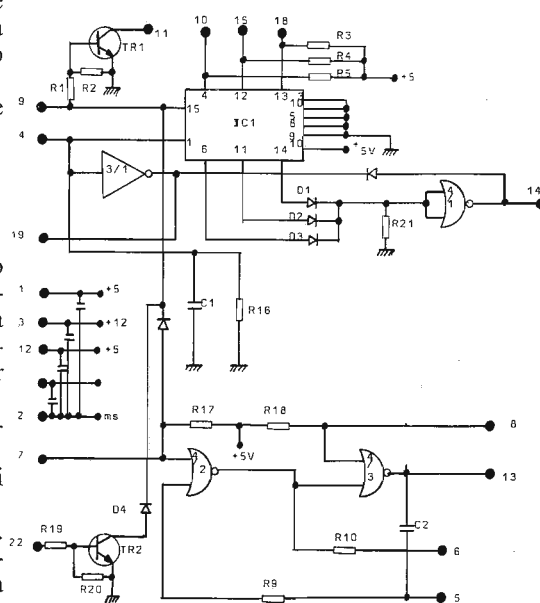 10 15 18
R3
11
TR1
R4
R5
+5
R1 R2
9
4 12 13 3
15
10
5
8
9
10
IC1
4
1
+5V
6 11 14
3/1
D1
D2
D3
4
1
14
R21
19
C1
R16
1 +5
3 +12
12 +5
2 ms
R17 R18
8
+5V
7
4
2
4
3
13
D4
C2
22 R19
TR2
R20
R10
6
R9
5